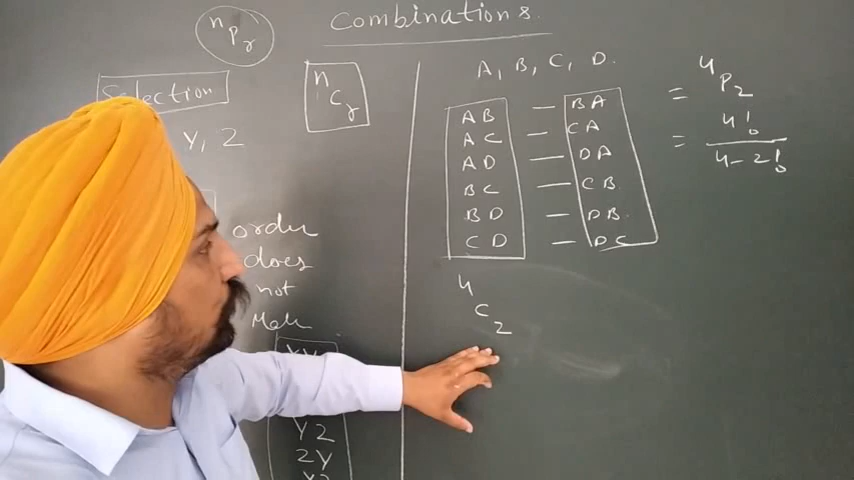 Combinations.
nPr
Selection
nCr
Y, Z
order
does
not
YZ
ZY
A, B, C, D.
AB — BA
AC — CA
AD — DA
BC — CB
BD — DB
CD — DC
= 4P2
= 4! / 4-2!
4C2